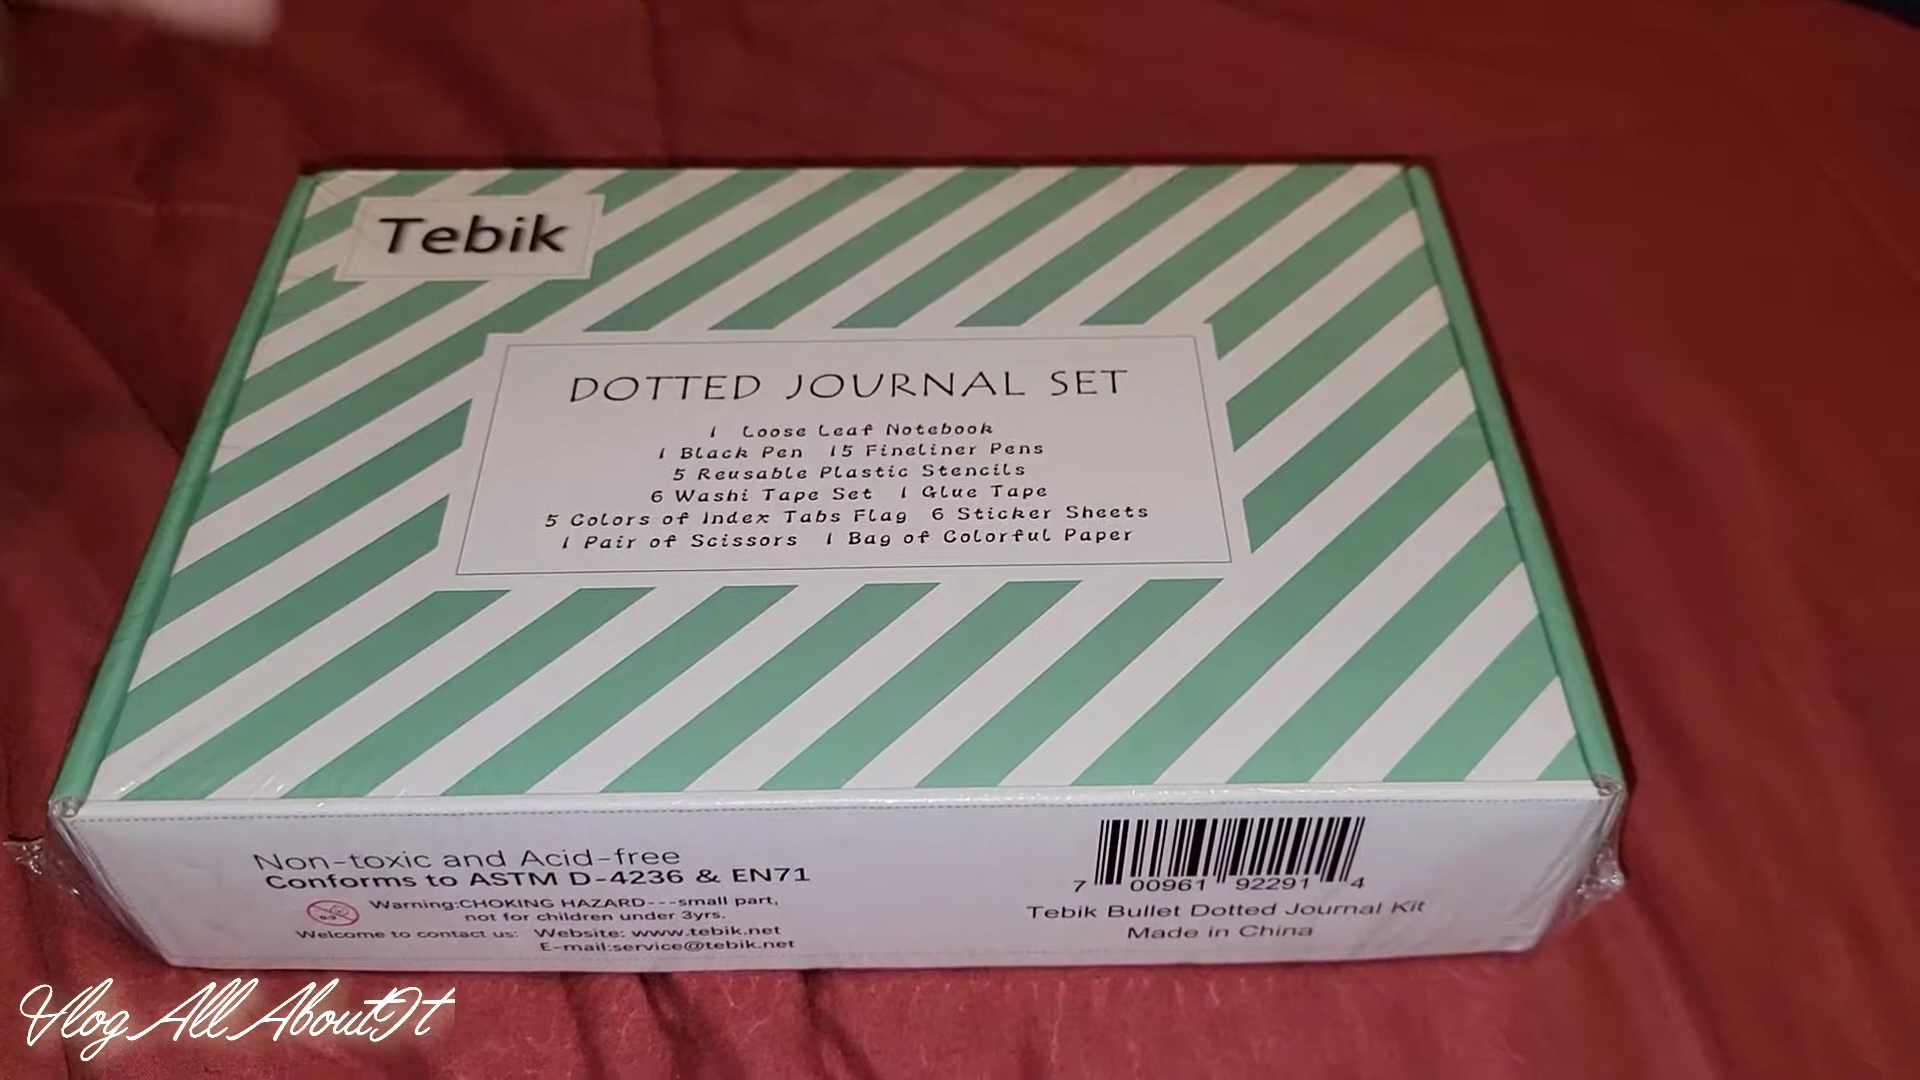 Tebik
DOTTED JOURNAL SET
1 Loose Leaf Notebook
1 Black Pen 15 Fineliner Pens
5 Reusable Plastic Stencils
6 Washi Tape Set 1 Glue Tape
5 Colors of Index Tabs Flag 6 Sticker Sheets
1 Pair of Scissors 1 Bag of Colorful Paper
Non-toxic and Acid-free
Conforms to ASTM D-4236 & EN71
0-3
Warning:CHOKING HAZARD---small part,
not for children under 3yrs.
Welcome to contact us: Website: www.tebik.net
E-mail:service@tebik.net
7 00961 92291 4
Tebik Bullet Dotted Journal Kit
Made in China
Vlog All About It